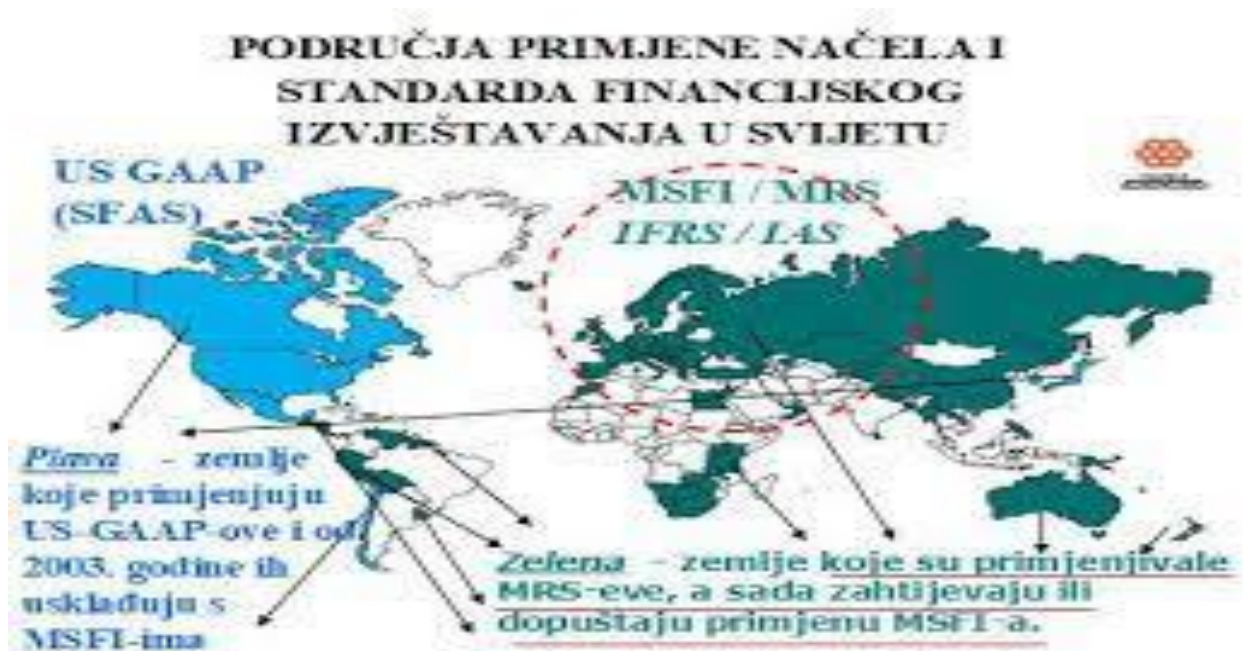 PODRUČJA PRIMJENE NAČELA I
STANDARDA FINANCIJSKOG
IZVJEŠTAVANJA U SVIJETU
US GAAP
(SFAS)
MSFI / MRS
IFRS / IAS
Plava - zemlje
koje primjenjuju
US-GAAP-ove i od
2003. godine ih
usklađuju s
MSFI-ima
Zelena - zemlje koje su primjenjivale
MRS-eve, a sada zahtijevaju ili
dopuštaju primjenu MSFI-a.